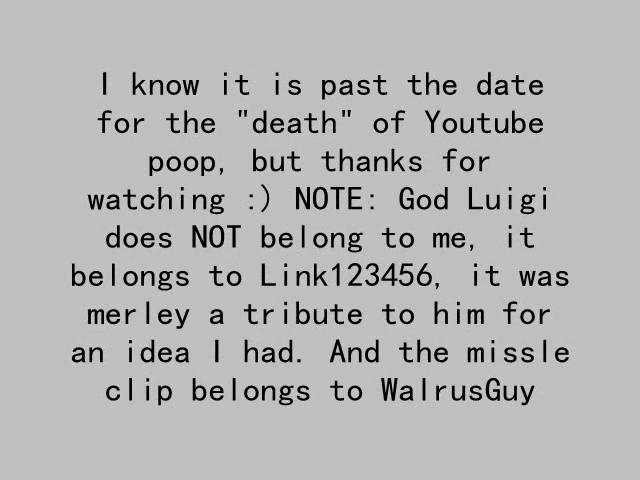 I know it is past the date
for the "death" of Youtube
poop, but thanks for
watching :) NOTE: God Luigi
does NOT belong to me, it
belongs to Link123456, it was
merley a tribute to him for
an idea I had. And the missle
clip belongs to WalrusGuy